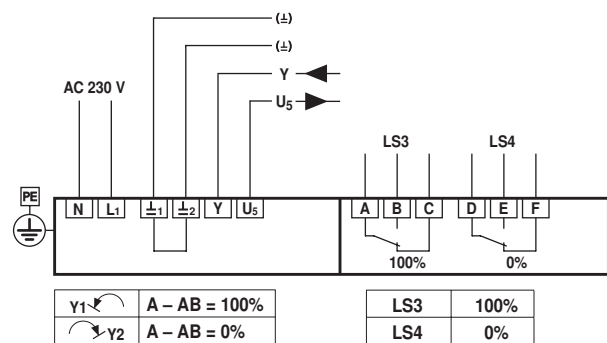 (⊥)
(⊥)
Y
U5
AC 230 V
LS3 LS4
PE
N L1 ⊥1 ⊥2 Y U5 A B C D E F
100% 0%
Y1 A – AB = 100%
Y2 A – AB = 0%
LS3 100%
LS4 0%